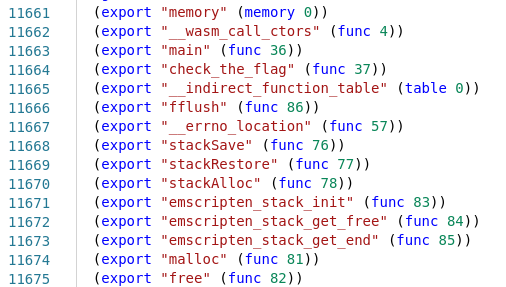 11661 (export "memory" (memory 0))
11662 (export "__wasm_call_ctors" (func 4))
11663 (export "main" (func 36))
11664 (export "check_the_flag" (func 37))
11665 (export "__indirect_function_table" (table 0))
11666 (export "fflush" (func 86))
11667 (export "__errno_location" (func 57))
11668 (export "stackSave" (func 76))
11669 (export "stackRestore" (func 77))
11670 (export "stackAlloc" (func 78))
11671 (export "emscripten_stack_init" (func 83))
11672 (export "emscripten_stack_get_free" (func 84))
11673 (export "emscripten_stack_get_end" (func 85))
11674 (export "malloc" (func 81))
11675 (export "free" (func 82))